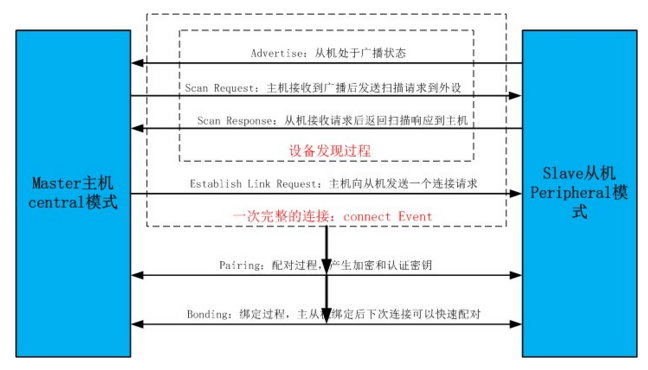 Advertise: 从机处于广播状态
Scan Request: 主机接收到广播后发送扫描请求到外设
Scan Response: 从机接收请求后返回扫描响应到主机
设备发现过程
Master主机
central模式
Slave从机
Peripheral模
式
Establish Link Request: 主机向从机发送一个连接请求
一次完整的连接: connect Event
Pairing: 配对过程, 产生加密和认证密钥
Bonding: 绑定过程, 主从机绑定后下次连接可以快速配对